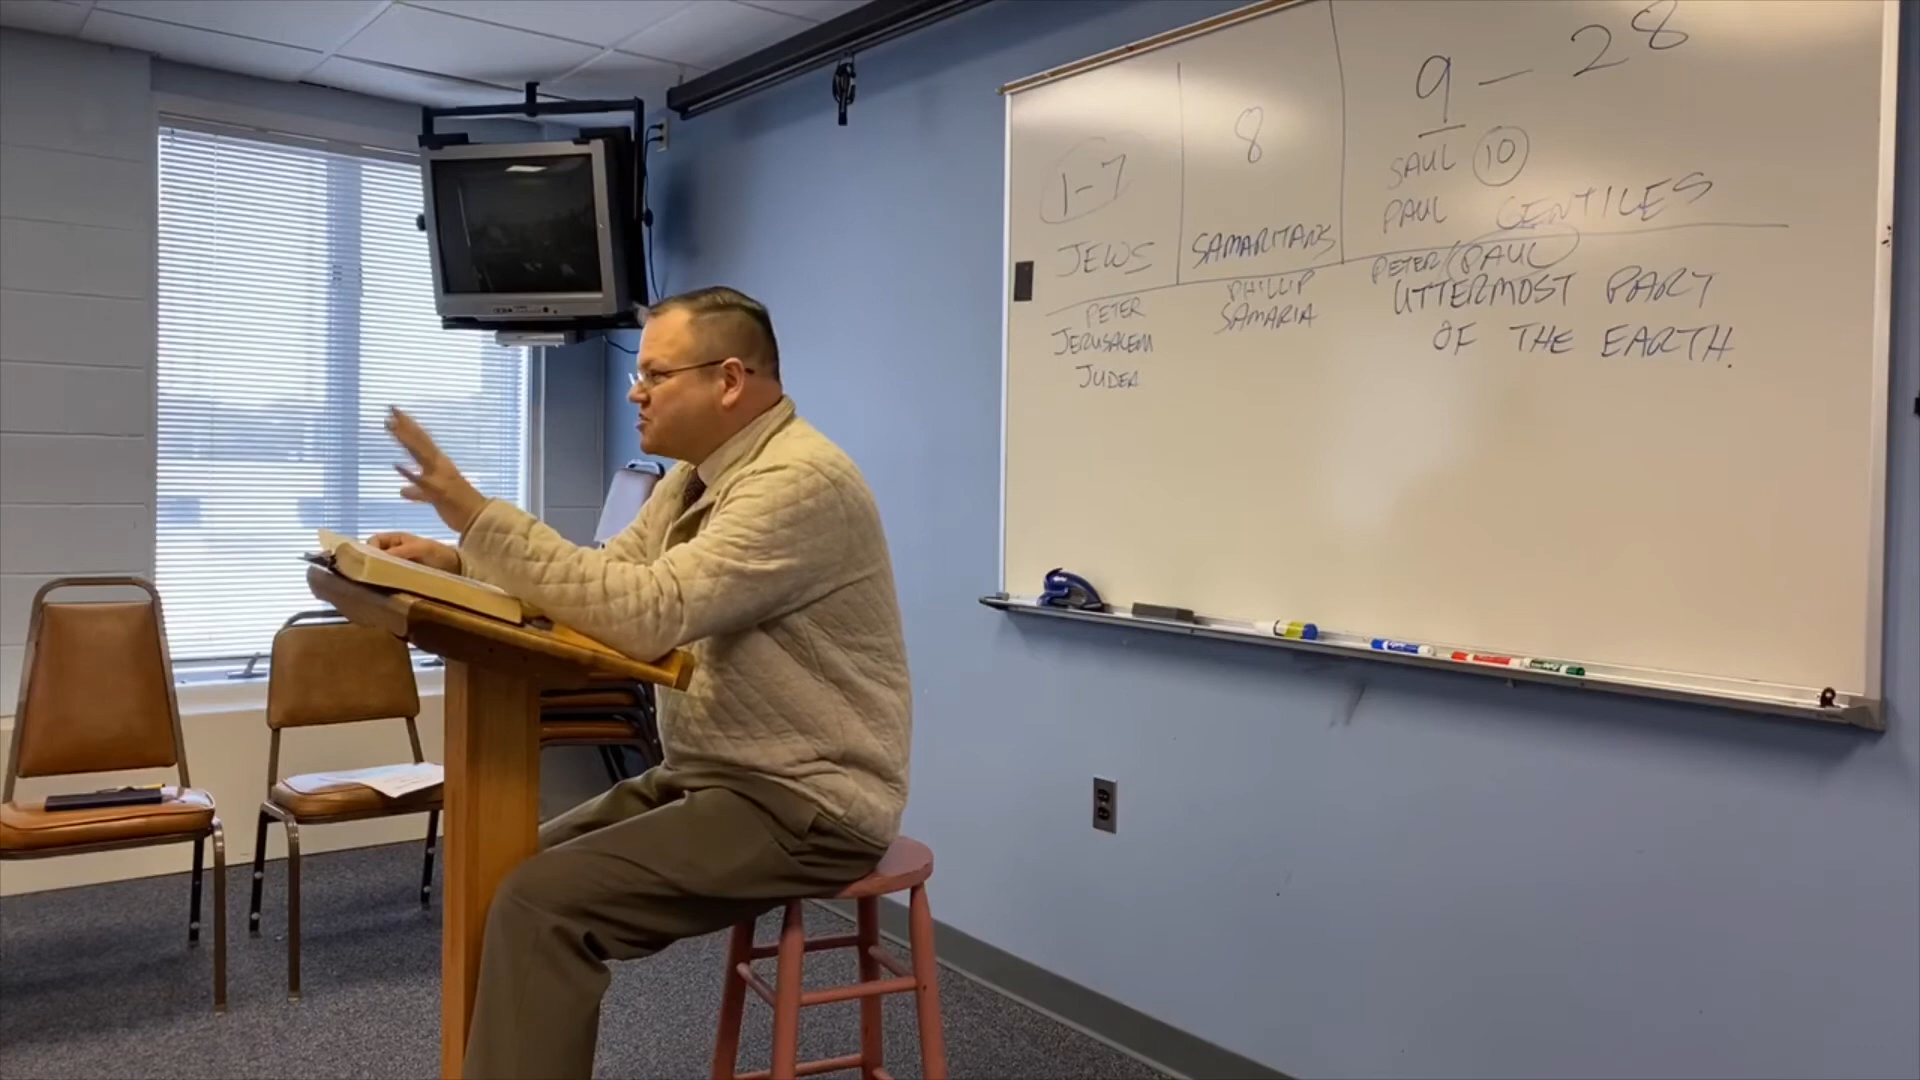 1-7
JEWS
PETER
JERUSALEM
JUDEA
8
SAMARITANS
PHILLIP
SAMARIA
9 - 28
SAUL 10
PAUL GENTILES
PETER/PAUL
UTTERMOST PART
OF THE EARTH.